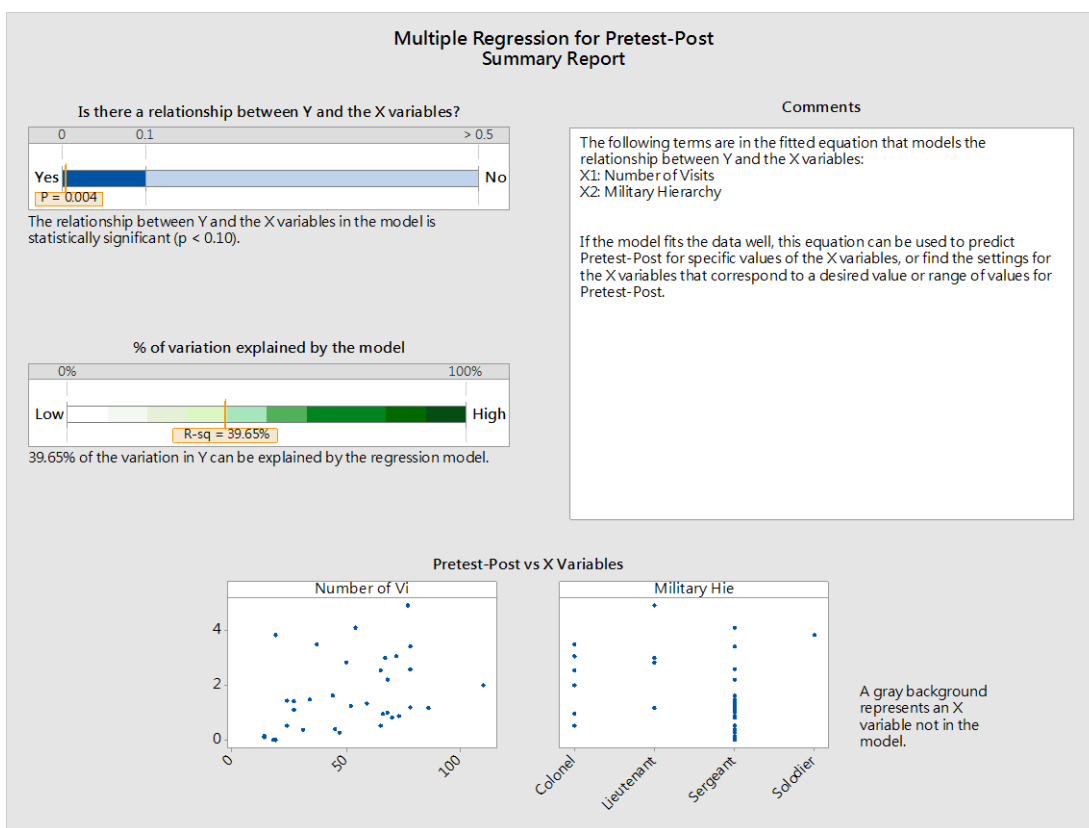 Multiple Regression for Pretest-Post
Summary Report
Is there a relationship between Y and the X variables?
0 0.1 > 0.5
Yes No
P = 0.004
The relationship between Y and the X variables in the model is
statistically significant (p < 0.10).
% of variation explained by the model
0% 100%
Low High
R-sq = 39.65%
39.65% of the variation in Y can be explained by the regression model.
Comments
The following terms are in the fitted equation that models the
relationship between Y and the X variables:
X1: Number of Visits
X2: Military Hierarchy
If the model fits the data well, this equation can be used to predict
Pretest-Post for specific values of the X variables, or find the settings for
the X variables that correspond to a desired value or range of values for
Pretest-Post.
Pretest-Post vs X Variables
Number of Vi
Military Hie
4
2
0
0
50
100
Colonel
Lieutenant
Sergeant
Solodier
A gray background
represents an X
variable not in the
model.